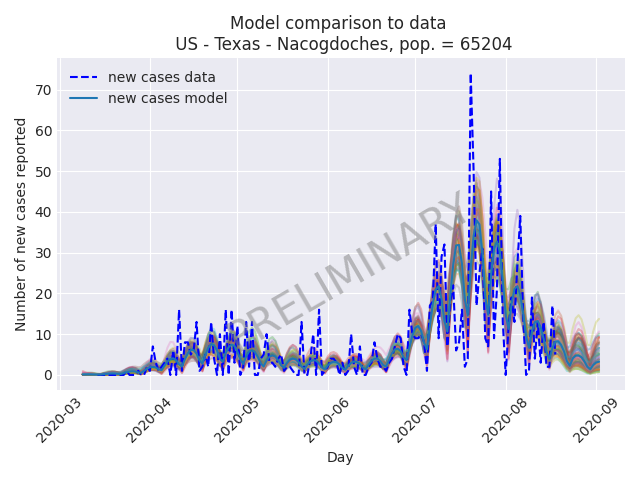 Model comparison to data
US - Texas - Nacogdoches, pop. = 65204
new cases data
new cases model
PRELIMINARY
Number of new cases reported
70
60
50
40
30
20
10
0
2020-03
2020-04
2020-05
2020-06
2020-07
2020-08
2020-09
Day